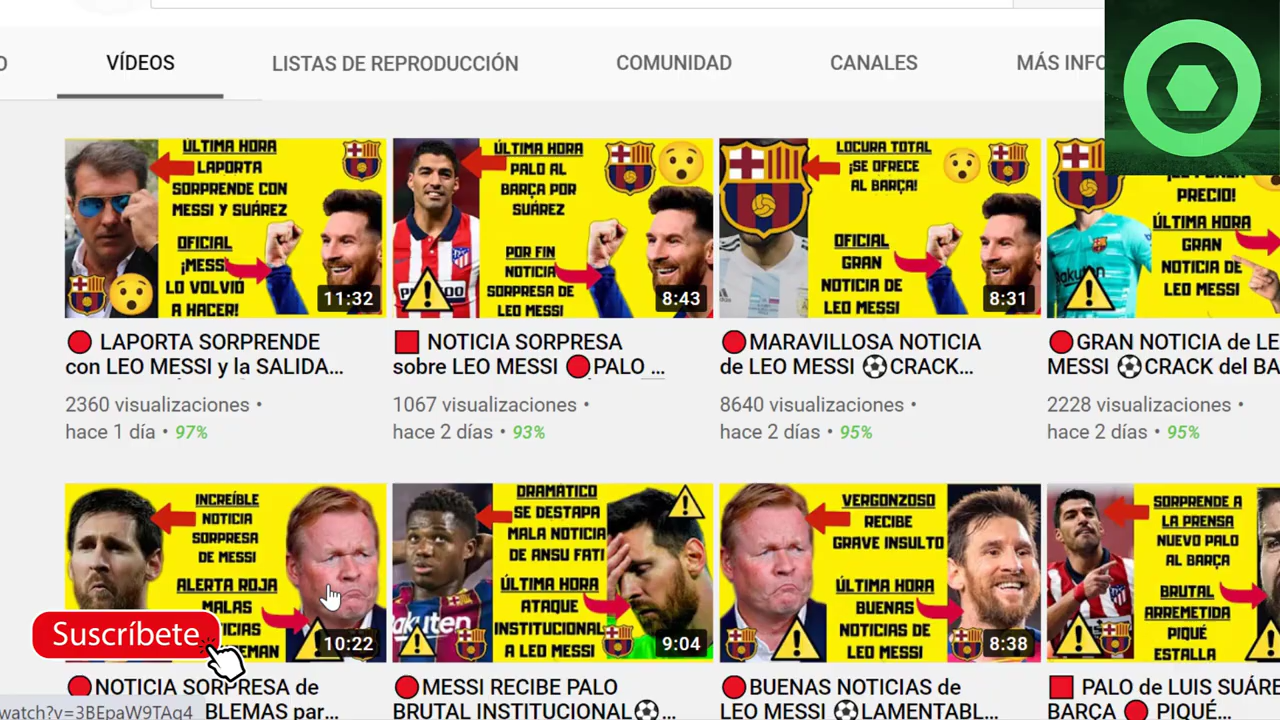 VÍDEOS
LISTAS DE REPRODUCCIÓN
COMUNIDAD
CANALES
MÁS INFO
ÚLTIMA HORA
LAPORTA
SORPRENDE CON
MESSI Y SUÁREZ
OFICIAL
¡MESSI
LO VOLVIÓ
A HACER!
11:32
🔴 LAPORTA SORPRENDE
con LEO MESSI y la SALIDA...
2360 visualizaciones •
hace 1 día • 97%
ÚLTIMA HORA
PALO AL
BARÇA POR
SUÁREZ
POR FIN
NOTICIA
SORPRESA DE
LEO MESSI
8:43
🟥 NOTICIA SORPRESA
sobre LEO MESSI 🔴PALO ...
1067 visualizaciones •
hace 2 días • 93%
LOCURA TOTAL
¡SE OFRECE
AL BARÇA!
OFICIAL
GRAN
NOTICIA DE
LEO MESSI
8:31
🔴MARAVILLOSA NOTICIA
de LEO MESSI ⚽CRACK...
8640 visualizaciones •
hace 2 días • 95%
PRECIO!
ÚLTIMA HORA
GRAN
NOTICIA DE
LEO MESSI
🔴GRAN NOTICIA de LE
MESSI ⚽CRACK del BA
2228 visualizaciones •
hace 2 días • 95%
INCREÍBLE
NOTICIA
SORPRESA
DE MESSI
ALERTA ROJA
MALAS
10:22
Suscríbete
🔴NOTICIA SORPRESA de
BLEMAS par...
watch?v=3BEpaW9TAg4
DRAMÁTICO
SE DESTAPA
MALA NOTICIA
DE ANSU FATI
ÚLTIMA HORA
ATAQUE
INSTITUCIONAL
A LEO MESSI
Rakuten
9:04
🔴MESSI RECIBE PALO
BRUTAL INSTITUCIONAL⚽...
VERGONZOSO
RECIBE
GRAVE INSULTO
ÚLTIMA HORA
BUENAS
NOTICIAS DE
LEO MESSI
8:38
🔴BUENAS NOTICIAS de
LEO MESSI ⚽LAMENTABL...
SORPRENDE A
LA PRENSA
NUEVO PALO
AL BARÇA
BRUTAL
ARREMETIDA
PIQUÉ
ESTALLA
🟥 PALO de LUIS SUÁRE
BARÇA 🔴 PIQUÉ...